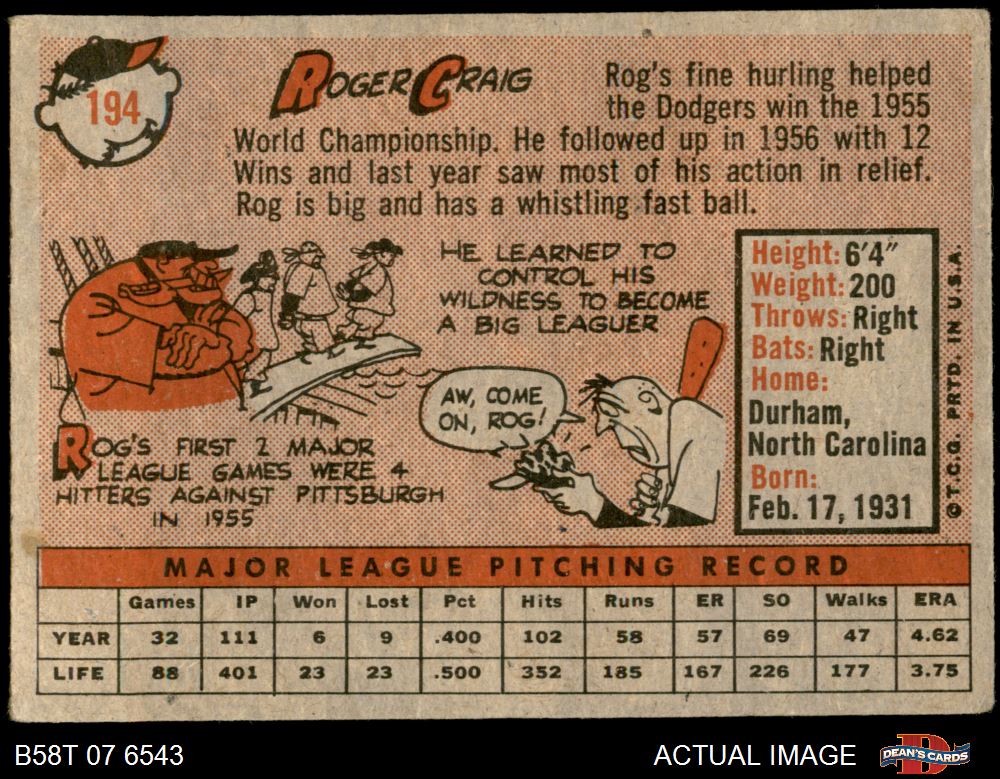 194
ROGER CRAIG
Rog's fine hurling helped
the Dodgers win the 1955
World Championship. He followed up in 1956 with 12
Wins and last year saw most of his action in relief.
Rog is big and has a whistling fast ball.
HE LEARNED TO
CONTROL HIS
WILDNESS TO BECOME
A BIG LEAGUER
AW, COME
ON, ROG!
ROG'S FIRST 2 MAJOR
LEAGUE GAMES WERE 4
HITTERS AGAINST PITTSBURGH
IN 1955
Height: 6'4"
Weight: 200
Throws: Right
Bats: Right
Home:
Durham,
North Carolina
Born:
Feb. 17, 1931
© T.C.G. PRTD. IN U.S.A.
MAJOR LEAGUE PITCHING RECORD
Games IP Won Lost Pct Hits Runs ER SO Walks ERA
YEAR 32 111 6 9 .400 102 58 57 69 47 4.62
LIFE 88 401 23 23 .500 352 185 167 226 177 3.75
B58T 07 6543
ACTUAL IMAGE
DEAN'S CARDS